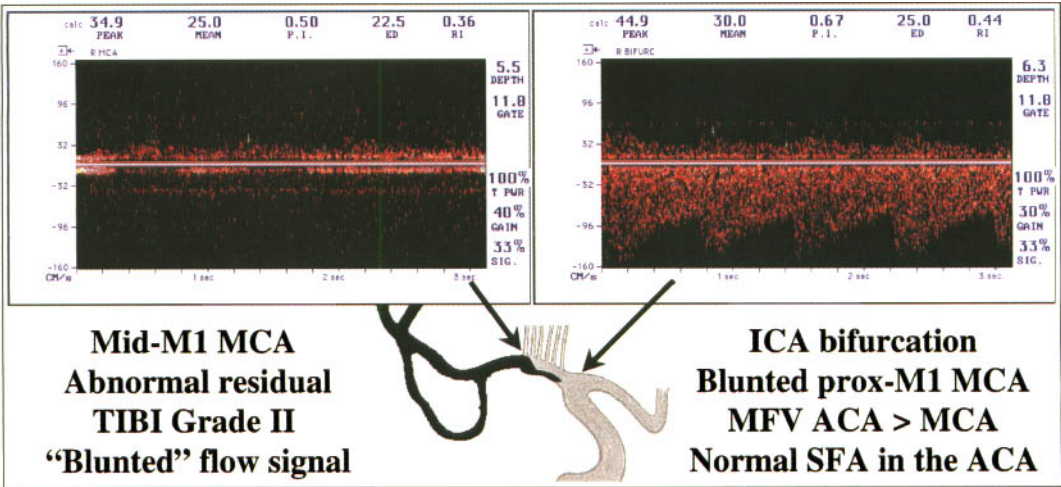 calc 34.9 25.0 0.50 22.5 0.36
PEAK MEAN P.I. ED RI
R MCA
160
96
32
-32
-96
-160
CM/s 1 sec 2 sec 3 sec.
5.5
DEPTH
11.8
GATE
100%
T PWR
40%
GAIN
33%
SIG.
calc 44.9 30.0 0.67 25.0 0.44
PEAK MEAN P.I. ED RI
R BIFURC
160
96
32
-32
-96
-160
CM/s 1 sec 2 sec 3 sec.
6.3
DEPTH
11.8
GATE
100%
T PWR
30%
GAIN
33%
SIG.
Mid-M1 MCA
Abnormal residual
TIBI Grade II
“Blunted” flow signal
ICA bifurcation
Blunted prox-M1 MCA
MFV ACA > MCA
Normal SFA in the ACA